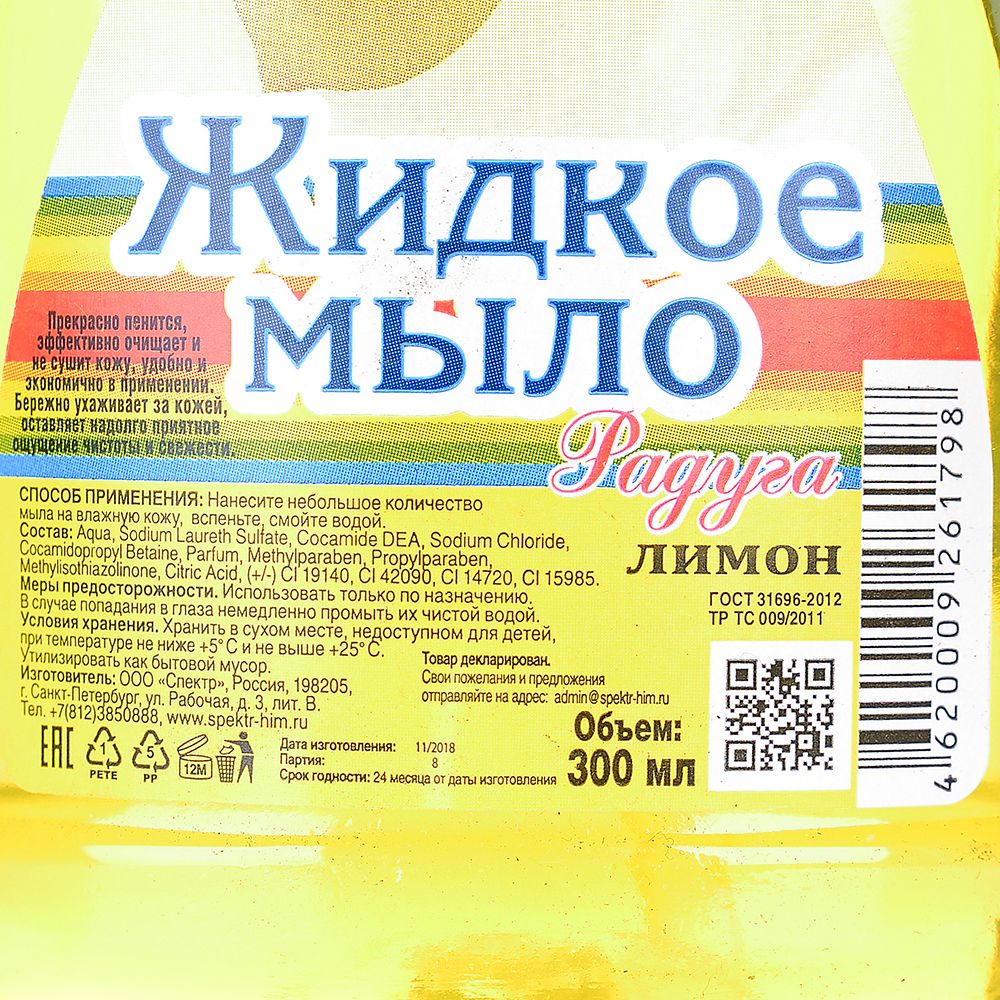 Жидкое
мыло
Прекрасно пенится,
эффективно очищает и
не сушит кожу, удобно и
экономично в применении.
Бережно ухаживает за кожей,
оставляет надолго приятное
ощущение чистоты и свежести.
Радуга
ЛИМОН
СПОСОБ ПРИМЕНЕНИЯ: Нанесите небольшое количество
мыла на влажную кожу, вспеньте, смойте водой.
Состав: Aqua, Sodium Laureth Sulfate, Cocamide DEA, Sodium Chloride,
Cocamidopropyl Betaine, Parfum, Methylparaben, Propylparaben,
Methylisothiazolinone, Citric Acid, (+/-) CI 19140, CI 42090, CI 14720, CI 15985.
Меры предосторожности. Использовать только по назначению.
В случае попадания в глаза немедленно промыть их чистой водой.
Условия хранения. Хранить в сухом месте, недоступном для детей,
при температуре не ниже +5°С и не выше +25°С.
Утилизировать как бытовой мусор.
Изготовитель: ООО «Спектр», Россия, 198205,
г. Санкт-Петербург, ул. Рабочая, д. 3, лит. В.
Тел. +7(812)3850888, www.spektr-him.ru
Товар декларирован.
Свои пожелания и предложения
отправляйте на адрес: admin@spektr-him.ru
ГОСТ 31696-2012
ТР ТС 009/2011
Объем:
300 мл
ЕАС
1
PETE
5
PP
12M
Дата изготовления: 11/2018
Партия: 8
Срок годности: 24 месяца от даты изготовления
4620009261798